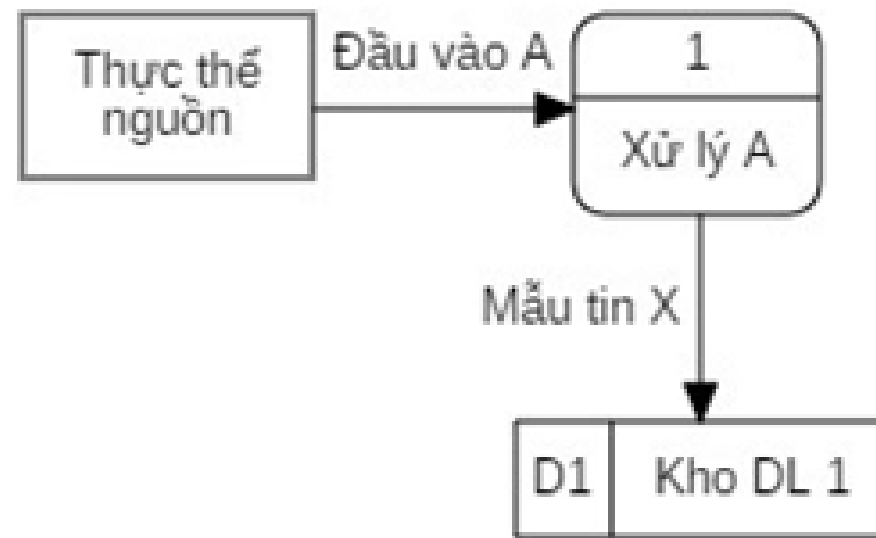 Thực thể
nguồn
Đầu vào A
1
Xử lý A
Mẫu tin X
D1
Kho DL 1